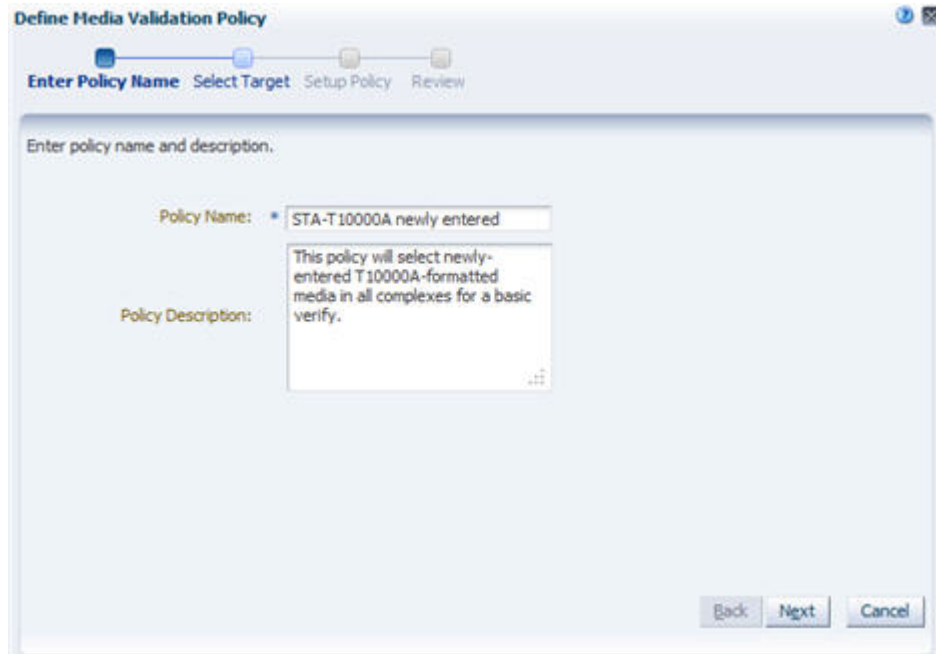 Define Media Validation Policy
Enter Policy Name Select Target Setup Policy Review
Enter policy name and description.
Policy Name: * STA-T10000A newly entered
This policy will select newly-
entered T10000A-formatted
media in all complexes for a basic
verify.
Policy Description:
Back Next Cancel